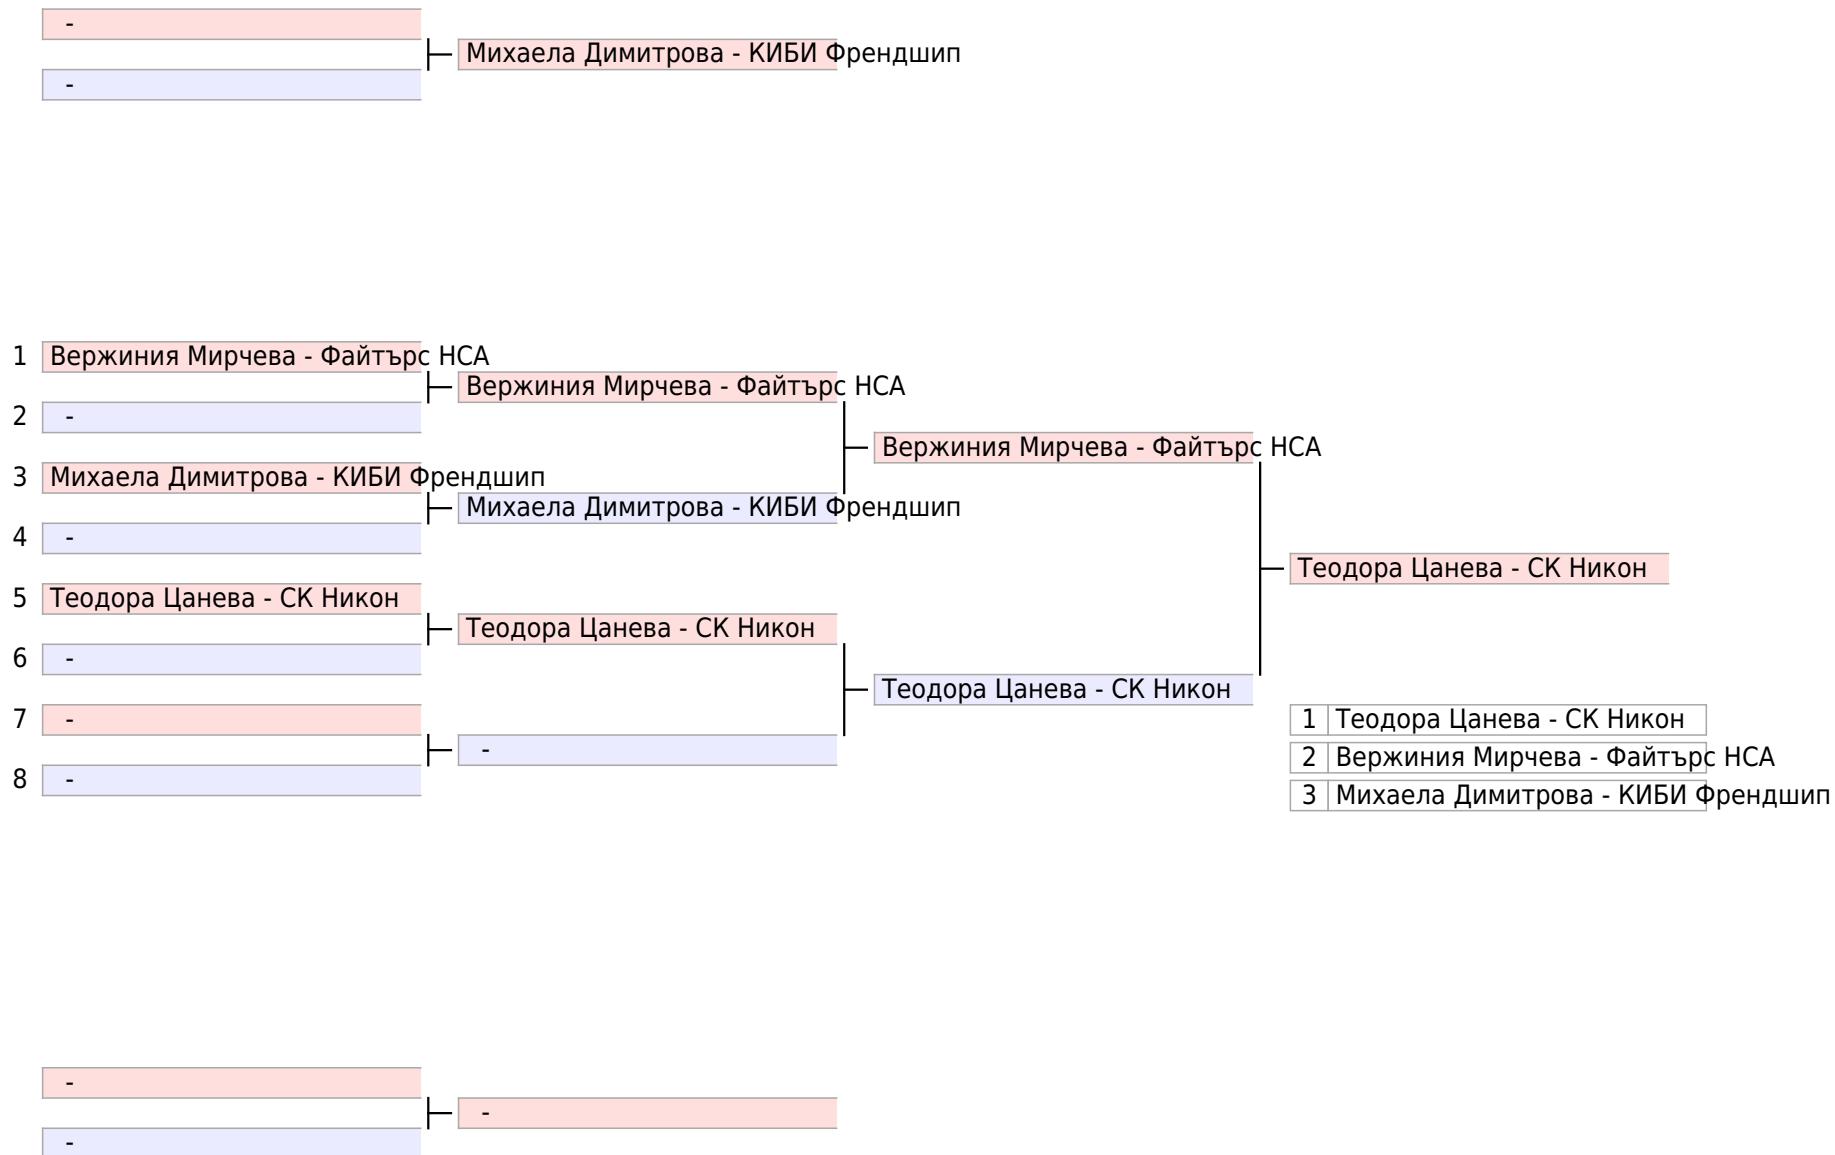 -
Михаела Димитрова - КИБИ Френдшип
-
1 Вержиния Мирчева - Файтърс НСА
Вержиния Мирчева - Файтърс НСА
2 -
Вержиния Мирчева - Файтърс НСА
3 Михаела Димитрова - КИБИ Френдшип
Михаела Димитрова - КИБИ Френдшип
4 -
Теодора Цанева - СК Никон
5 Теодора Цанева - СК Никон
Теодора Цанева - СК Никон
6 -
Теодора Цанева - СК Никон
7 -
1 Теодора Цанева - СК Никон
-
2 Вержиния Мирчева - Файтърс НСА
8 -
3 Михаела Димитрова - КИБИ Френдшип
-
-
-